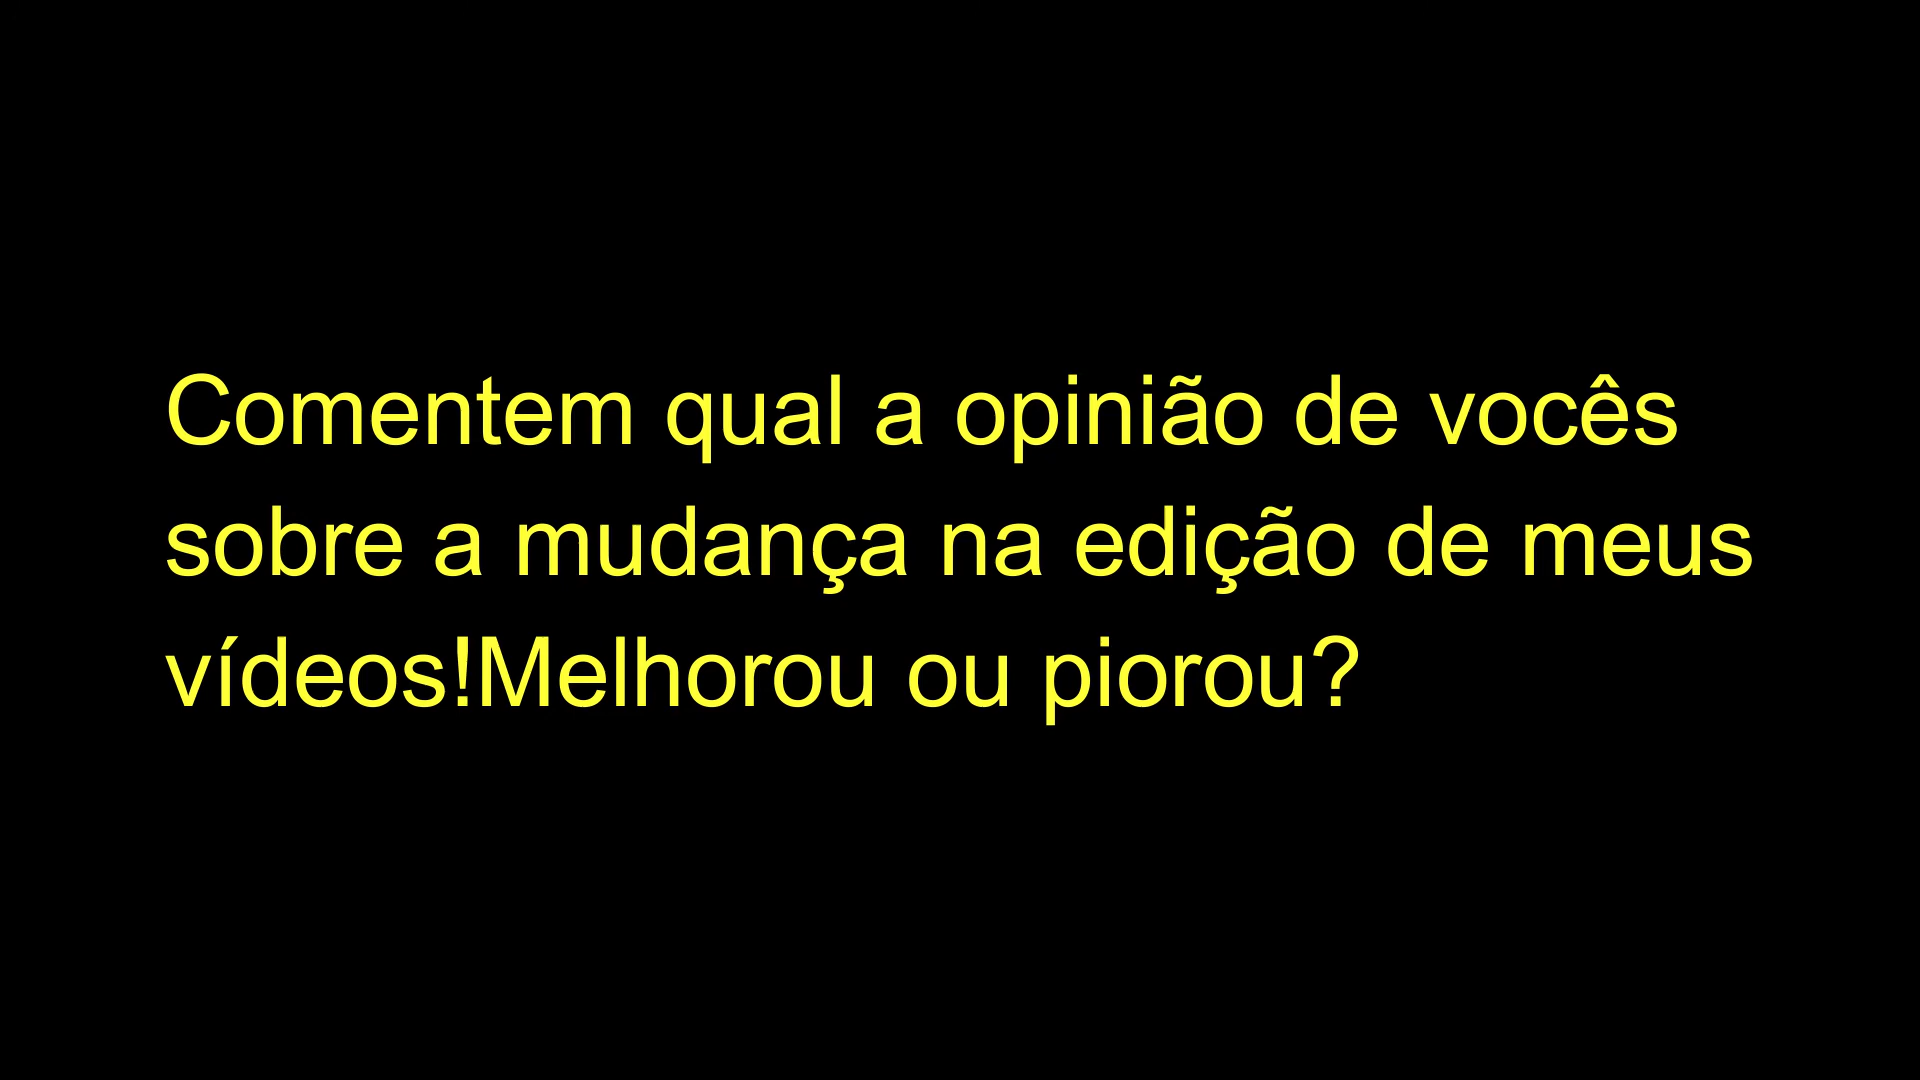 Comentem qual a opinião de vocês
sobre a mudança na edição de meus
vídeos!Melhorou ou piorou?